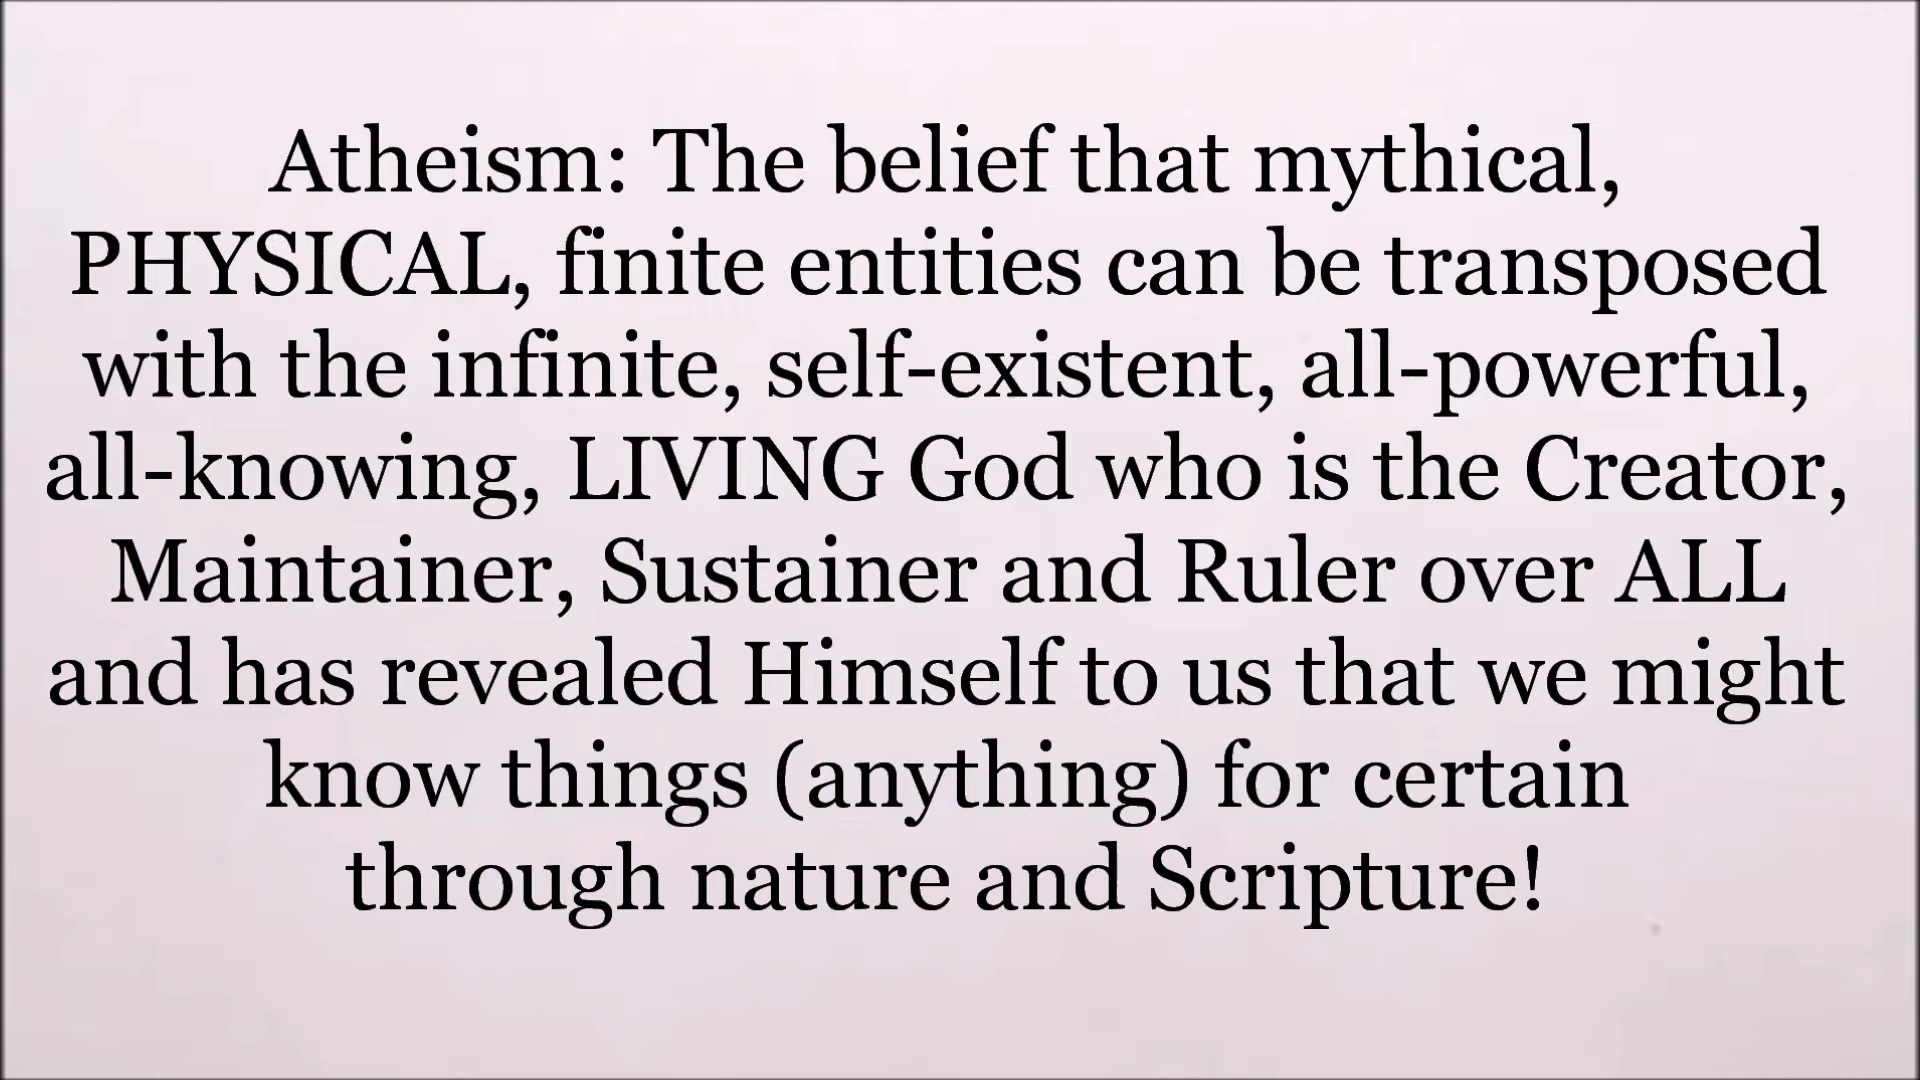 Atheism: The belief that mythical,
PHYSICAL, finite entities can be transposed
with the infinite, self-existent, all-powerful,
all-knowing, LIVING God who is the Creator,
Maintainer, Sustainer and Ruler over ALL
and has revealed Himself to us that we might
know things (anything) for certain
through nature and Scripture!